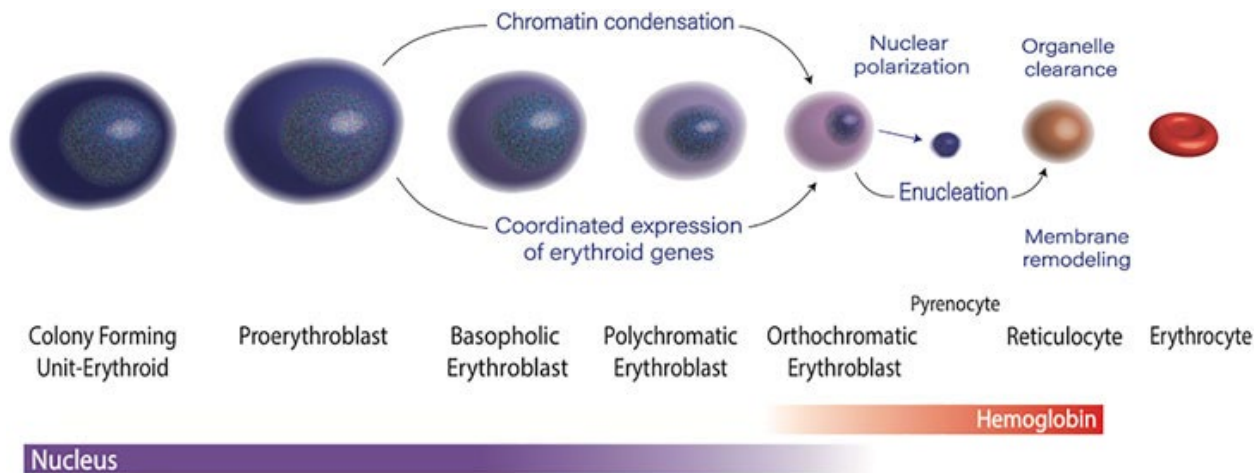 Chromatin condensation
Nuclear
polarization
Organelle
clearance
Enucleation
Coordinated expression
of erythroid genes
Membrane
remodeling
Pyrenocyte
Colony Forming
Unit-Erythroid
Proerythroblast
Basopholic
Erythroblast
Polychromatic
Erythroblast
Orthochromatic
Erythroblast
Reticulocyte
Erythrocyte
Hemoglobin
Nucleus